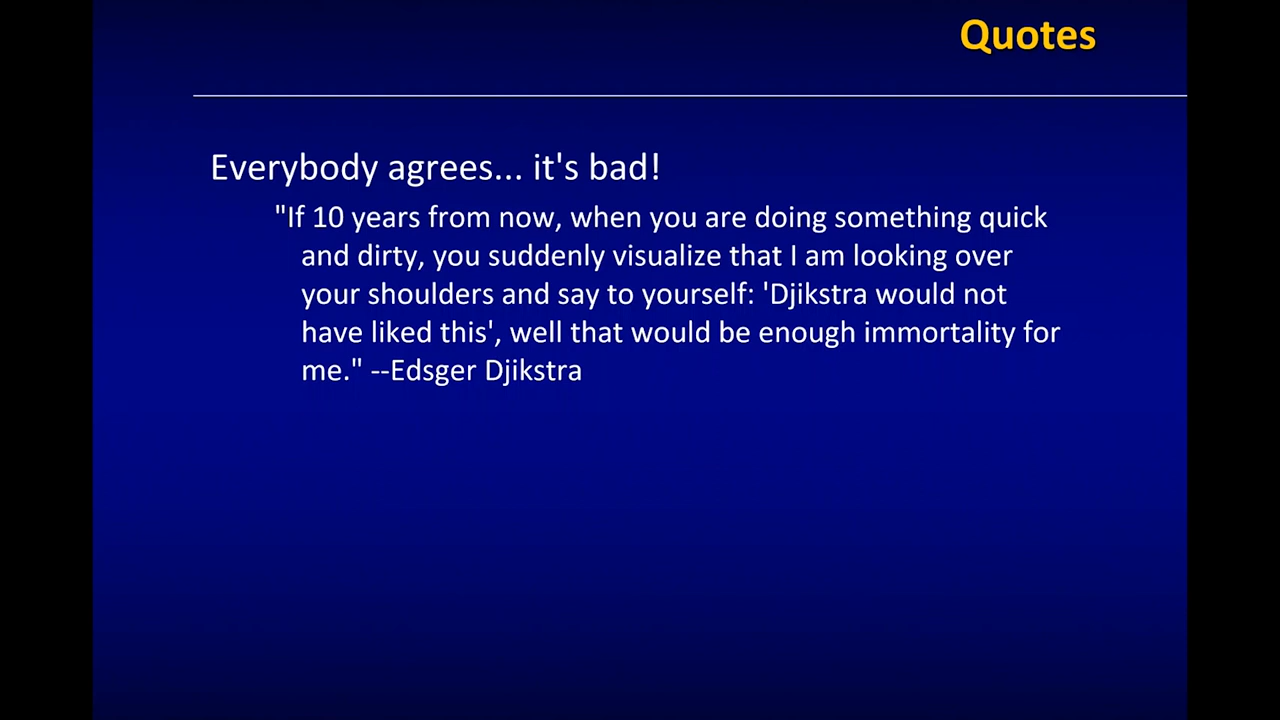 Quotes
Everybody agrees... it's bad!
"If 10 years from now, when you are doing something quick
and dirty, you suddenly visualize that I am looking over
your shoulders and say to yourself: 'Djikstra would not
have liked this', well that would be enough immortality for
me." --Edsger Djikstra